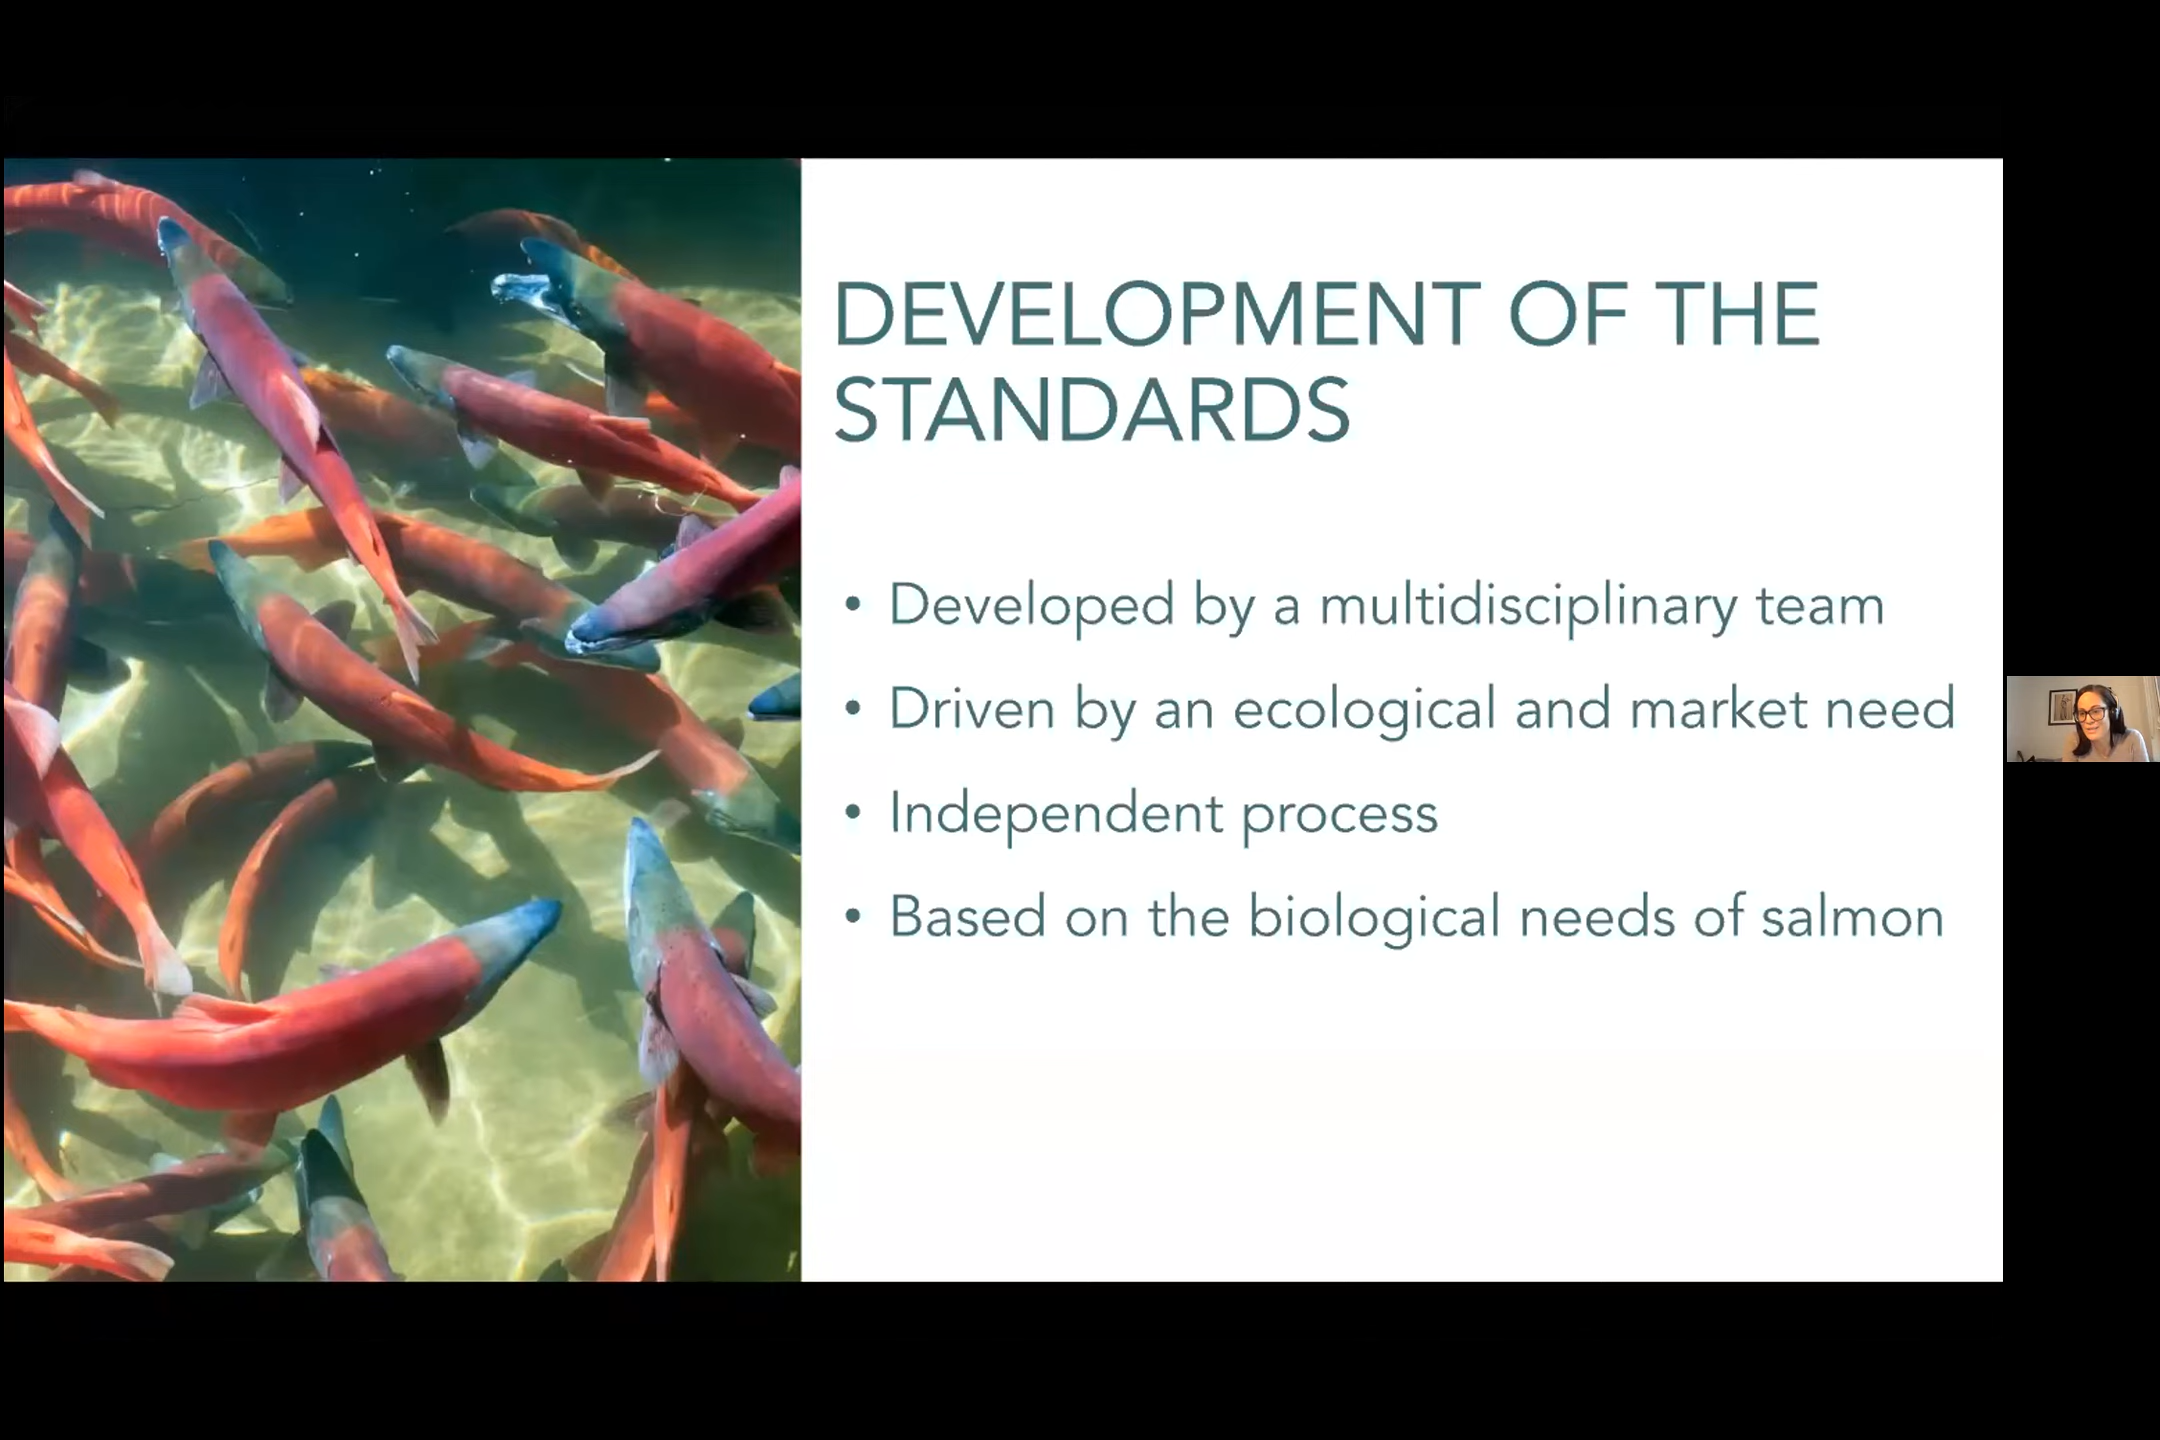 DEVELOPMENT OF THE
STANDARDS
• Developed by a multidisciplinary team
• Driven by an ecological and market need
• Independent process
• Based on the biological needs of salmon